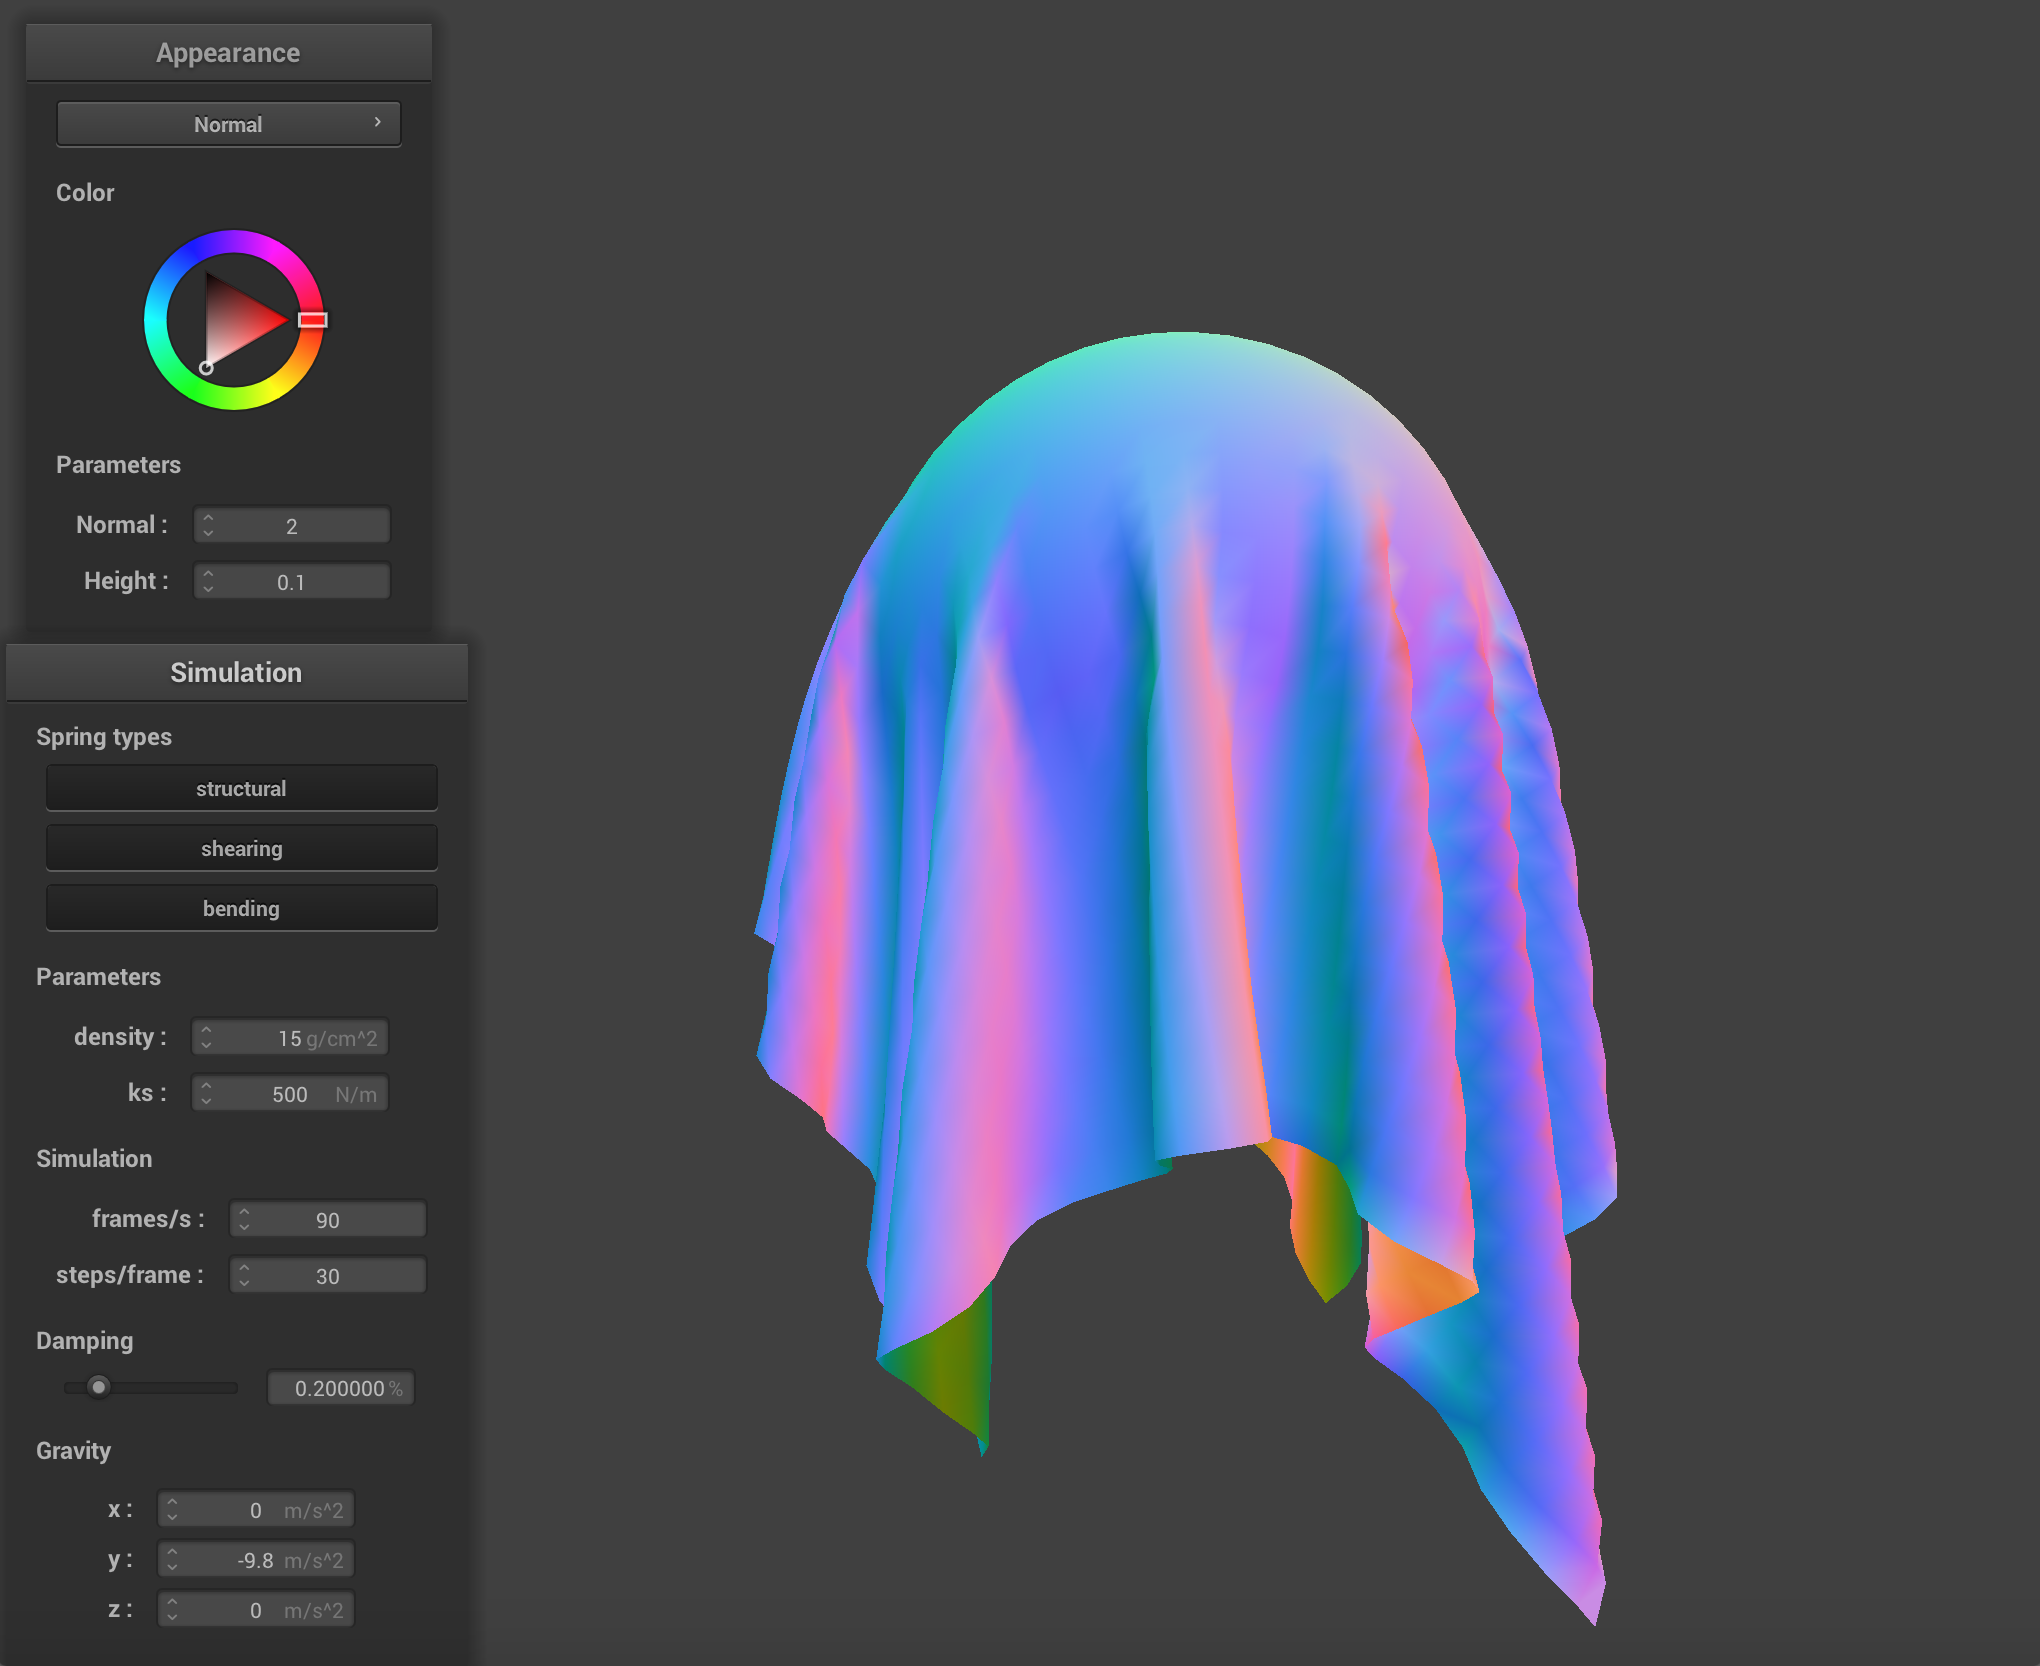 Appearance
Normal
Color
Parameters
Normal : 2
Height : 0.1
Simulation
Spring types
structural
shearing
bending
Parameters
density : 15 g/cm^2
ks : 500 N/m
Simulation
frames/s : 90
steps/frame : 30
Damping
0.200000 %
Gravity
x : 0 m/s^2
y : -9.8 m/s^2
z : 0 m/s^2